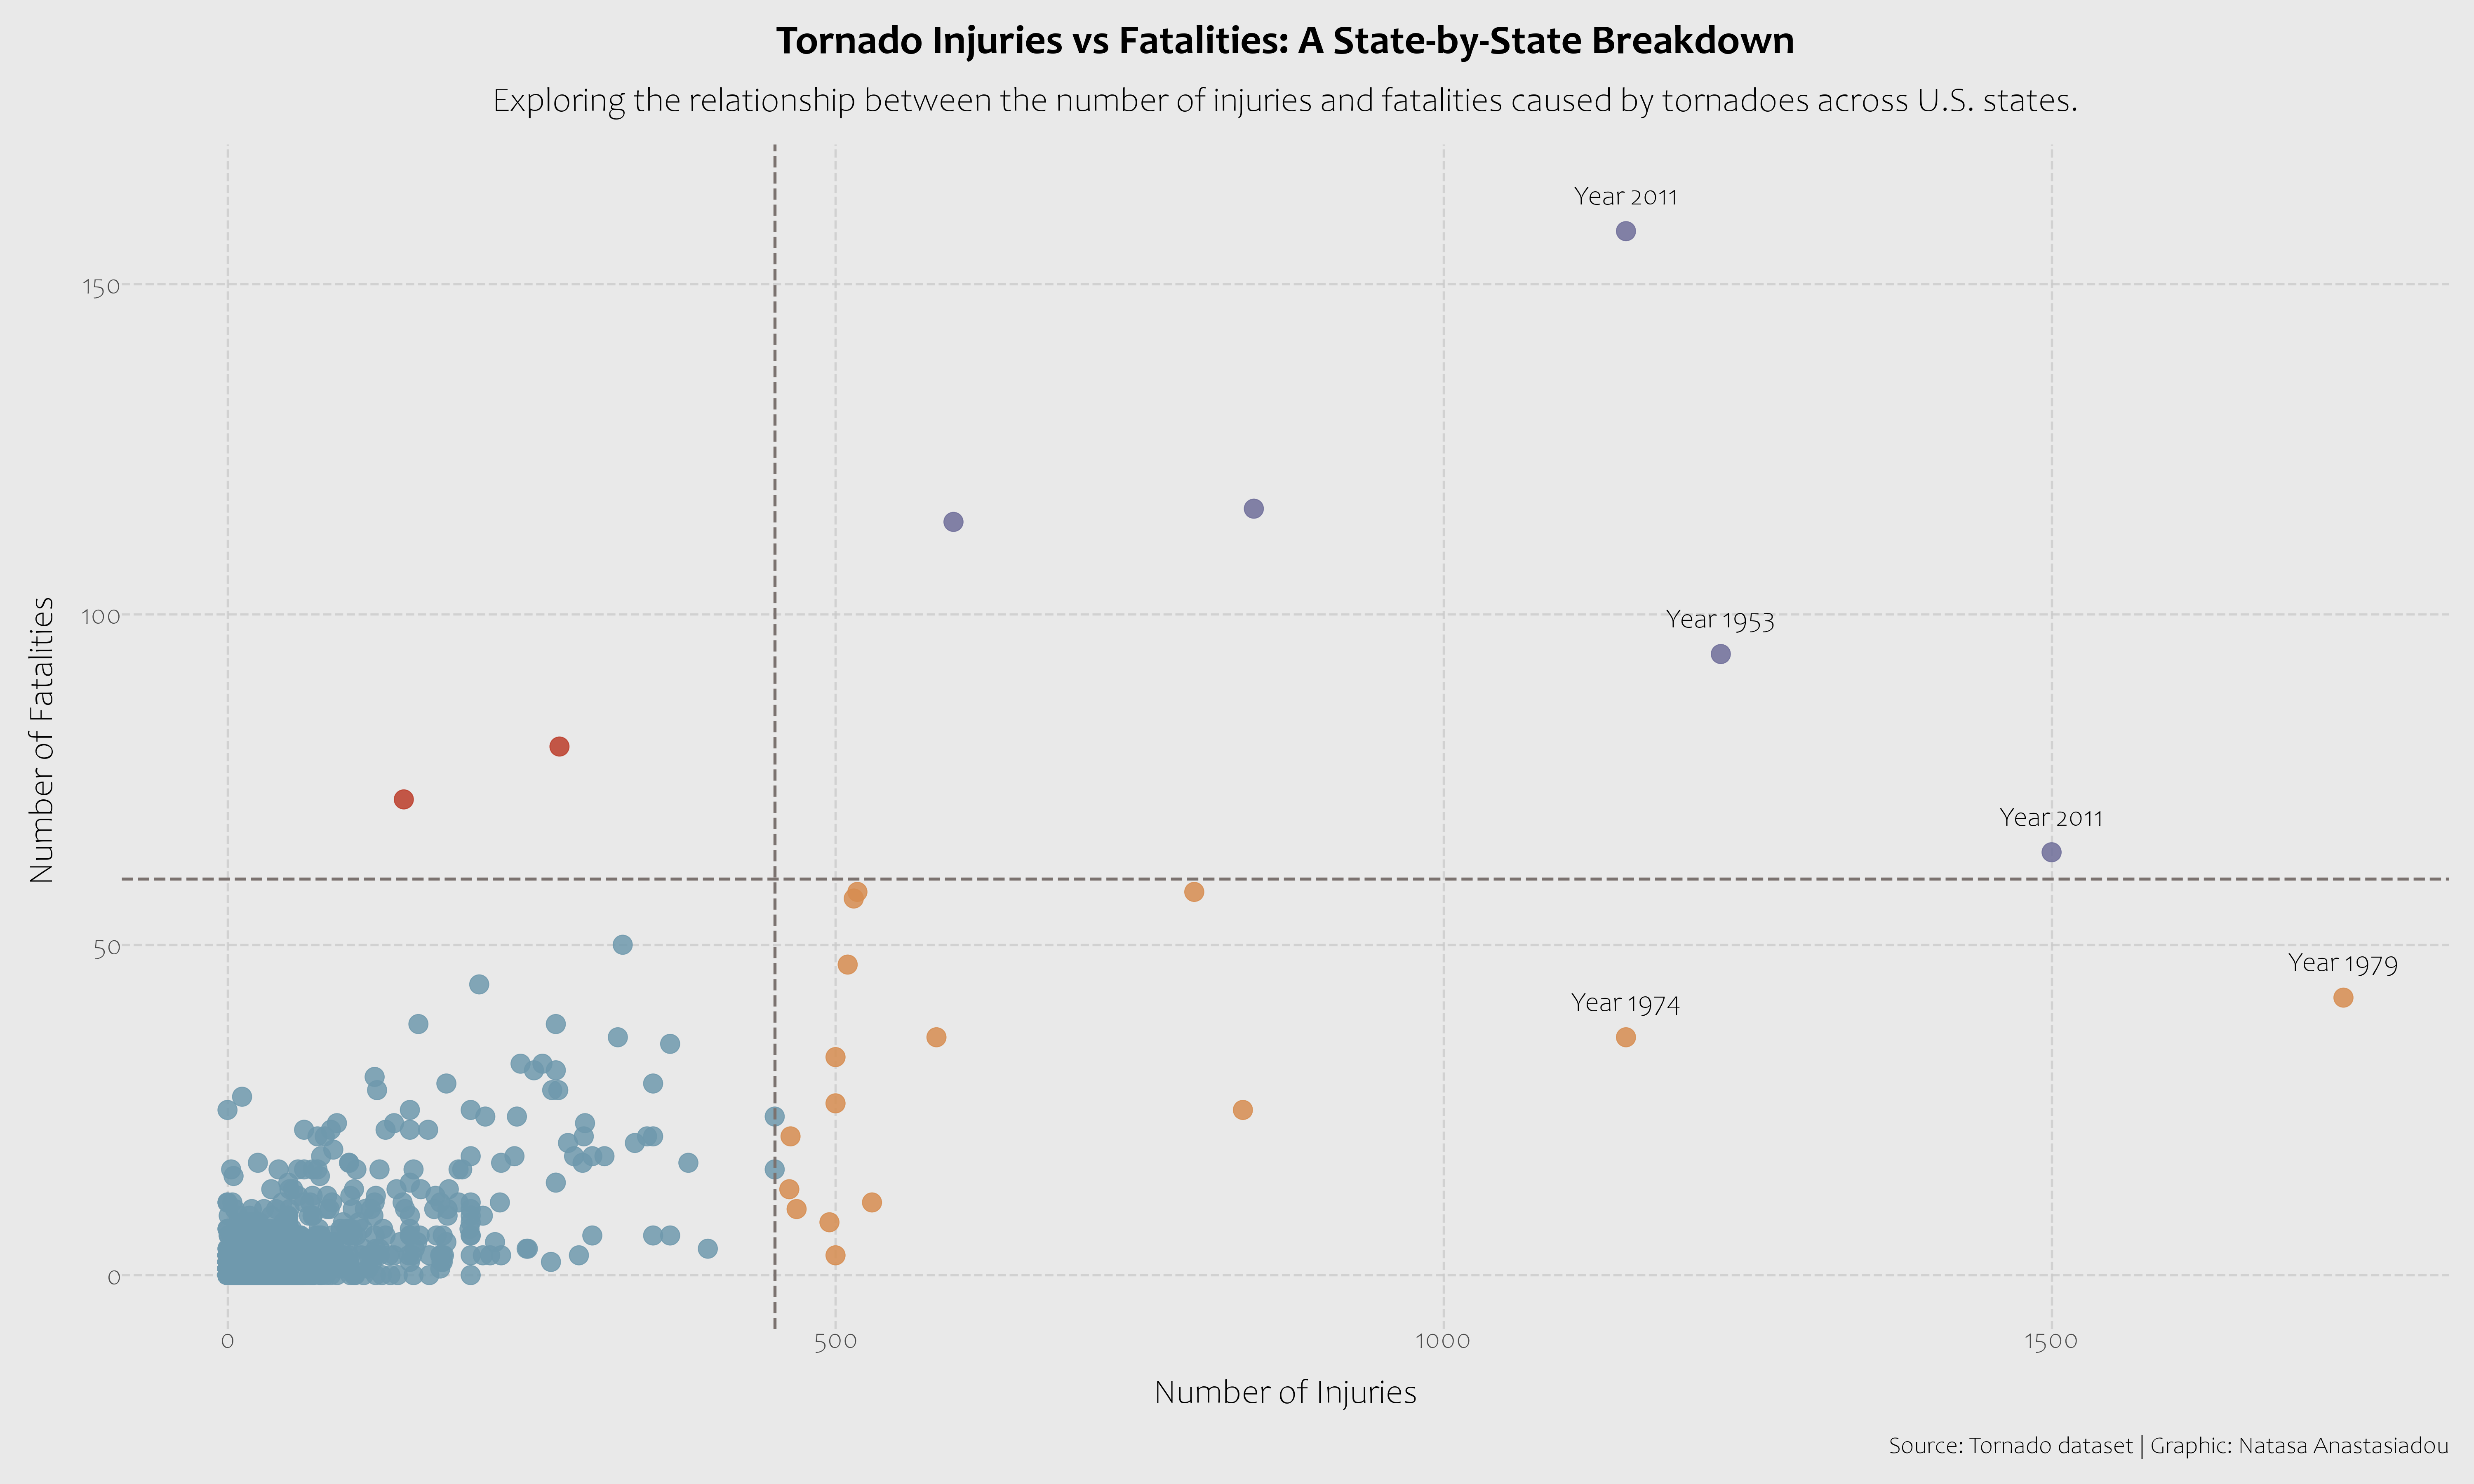 Tornado Injuries vs Fatalities: A State-by-State Breakdown
Exploring the relationship between the number of injuries and fatalities caused by tornadoes across U.S. states.
Year 2011
150
100
Year 1953
Number of Fatalities
Year 2011
50
Year 1979
Year 1974
0
0
500
1000
1500
Number of Injuries
Source: Tornado dataset | Graphic: Natasa Anastasiadou